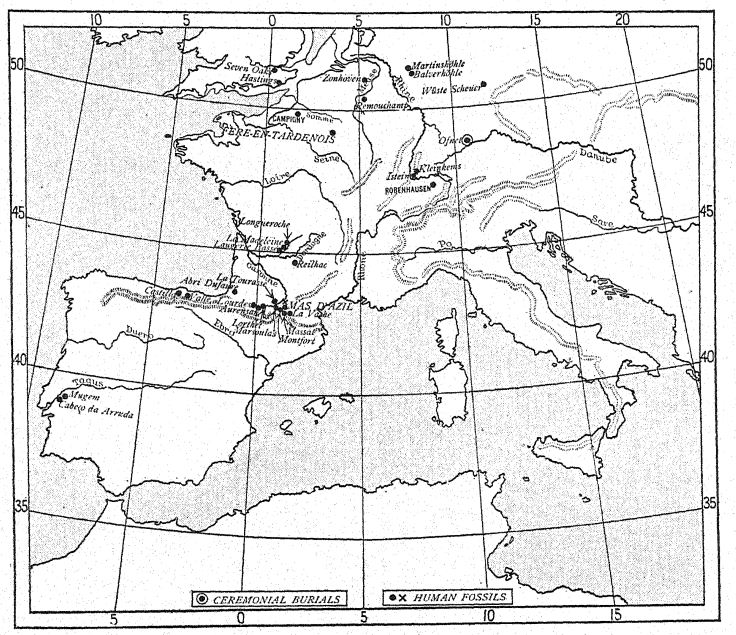 10 5 0 5 10 15 20
50
Seven Oaks
Hastings
Zonhoven
Meuse
Rhine
Martinshöhle
Balverhöhle
Wüste Scheuer
50
Remouchamps
CAMPIGNY
Somme
FÈRE-EN-TARDENOIS
Seine
Ofnet
Danube
Istein
Kleinkems
ROBENHAUSEN
Loire
45
Longueroche
La Madeleine
Laugerie Basse
Dordogne
Reilhac
Garonne
Rhone
Po
Save
45
La Tourasse
Abri Dufaure
Castillo
Valle
Lourdes
Aurensan
MAS D'AZIL
La Vache
Lorthet
Marsoulas
Massat
Montfort
Duero
Ebro
40
40
Tagus
Mugem
Cabeço da Arruda
35
35
CEREMONIAL BURIALS
HUMAN FOSSILS
5 0 5 10 15